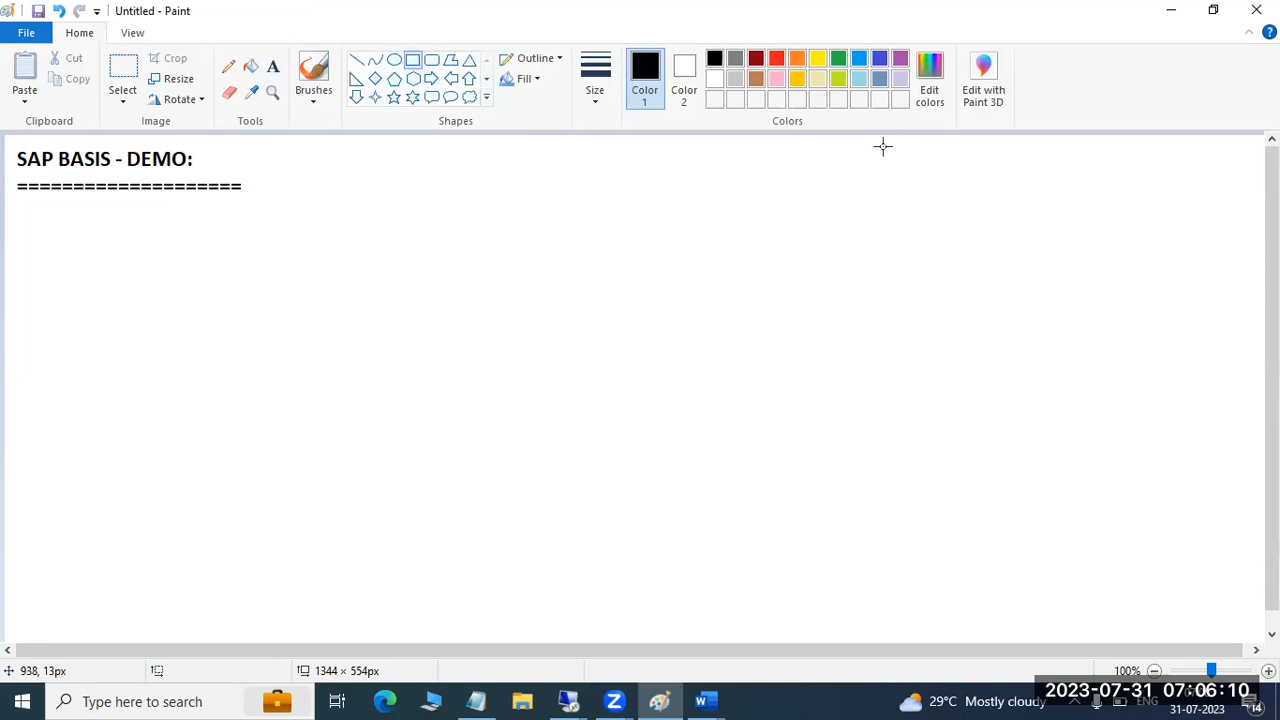 Untitled - Paint
File
Home
View
Paste
Cut
Copy
Clipboard
Select
Crop
Resize
Rotate
Image
Tools
Brushes
Outline
Fill
Shapes
Size
Color 1
Color 2
Edit colors
Colors
Edit with Paint 3D
SAP BASIS - DEMO:
====================
938, 13px
1344 × 554px
100%
Type here to search
29°C Mostly cloudy
ENG
2023-07-31 07:06:10
31-07-2023
14